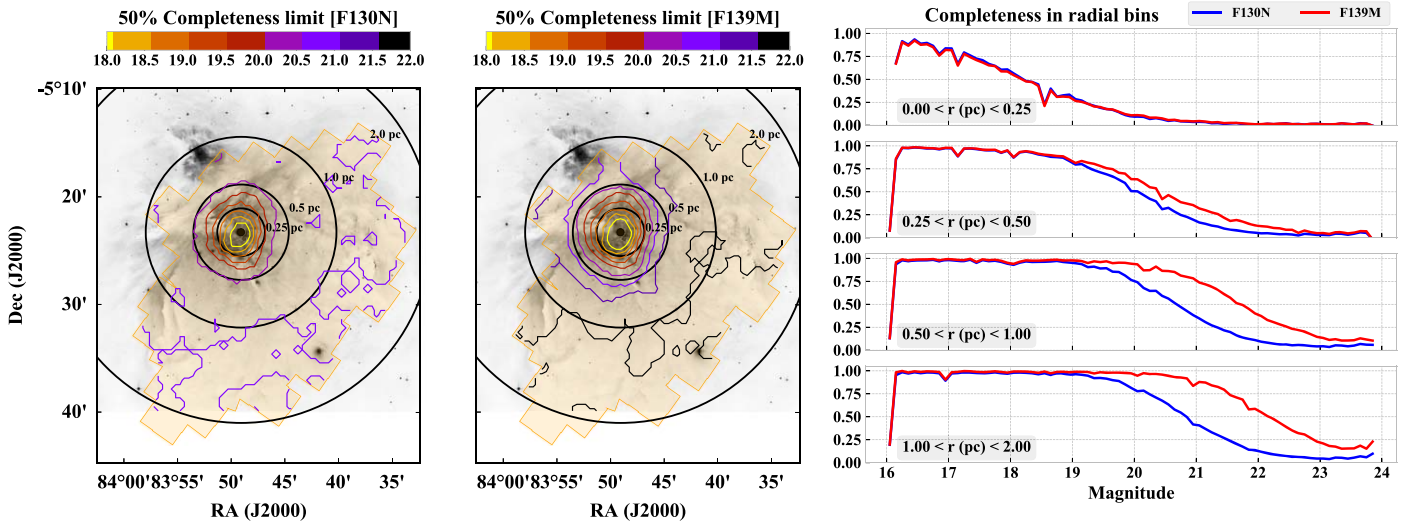 50% Completeness limit [F130N]
18.0 18.5 19.0 19.5 19.75 20.0 20.5 21.0 21.5 22.0
-5°10'
20'
30'
40'
Dec (J2000)
2.0 pc
1.0 pc
0.5 pc
0.25 pc
84°00' 83°55' 50' 45' 40' 35'
RA (J2000)
50% Completeness limit [F139M]
18.0 18.5 19.0 19.5 19.75 20.0 20.5 21.0 21.5 22.0
2.0 pc
1.0 pc
0.5 pc
0.25 pc
84°00' 83°55' 50' 45' 40' 35'
RA (J2000)
Completeness in radial bins
F130N F139M
1.00
0.75
0.50
0.25
0.00
0.00 < r (pc) < 0.25
1.00
0.75
0.50
0.25
0.00
0.25 < r (pc) < 0.50
1.00
0.75
0.50
0.25
0.00
0.50 < r (pc) < 1.00
1.00
0.75
0.50
0.25
0.00
1.00 < r (pc) < 2.00
16 17 18 19 20 21 22 23 24
Magnitude